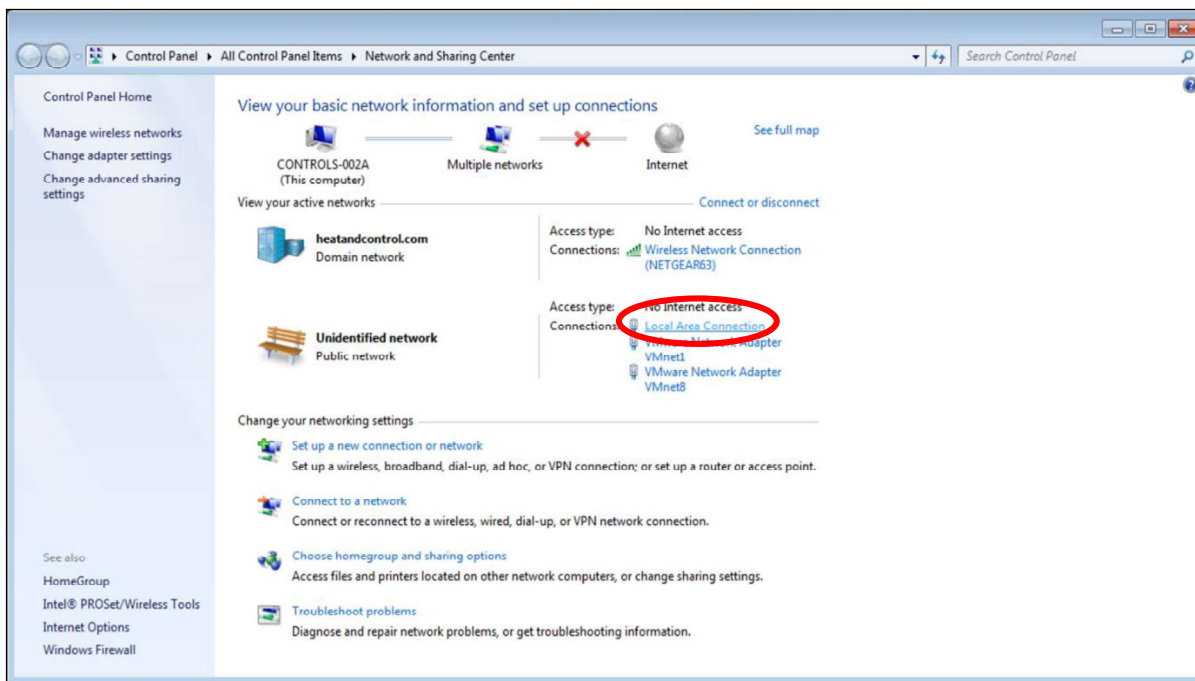 Control Panel ▸ All Control Panel Items ▸ Network and Sharing Center
Search Control Panel
Control Panel Home
Manage wireless networks
Change adapter settings
Change advanced sharing
settings
See also
HomeGroup
Intel® PROSet/Wireless Tools
Internet Options
Windows Firewall
View your basic network information and set up connections
See full map
CONTROLS-002A
(This computer)
Multiple networks
Internet
View your active networks
Connect or disconnect
heatandcontrol.com
Domain network
Access type: No Internet access
Connections: Wireless Network Connection
(NETGEAR63)
Unidentified network
Public network
Access type: No Internet access
Connections: Local Area Connection
VMware Network Adapter
VMnet1
VMware Network Adapter
VMnet8
Change your networking settings
Set up a new connection or network
Set up a wireless, broadband, dial-up, ad hoc, or VPN connection; or set up a router or access point.
Connect to a network
Connect or reconnect to a wireless, wired, dial-up, or VPN network connection.
Choose homegroup and sharing options
Access files and printers located on other network computers, or change sharing settings.
Troubleshoot problems
Diagnose and repair network problems, or get troubleshooting information.